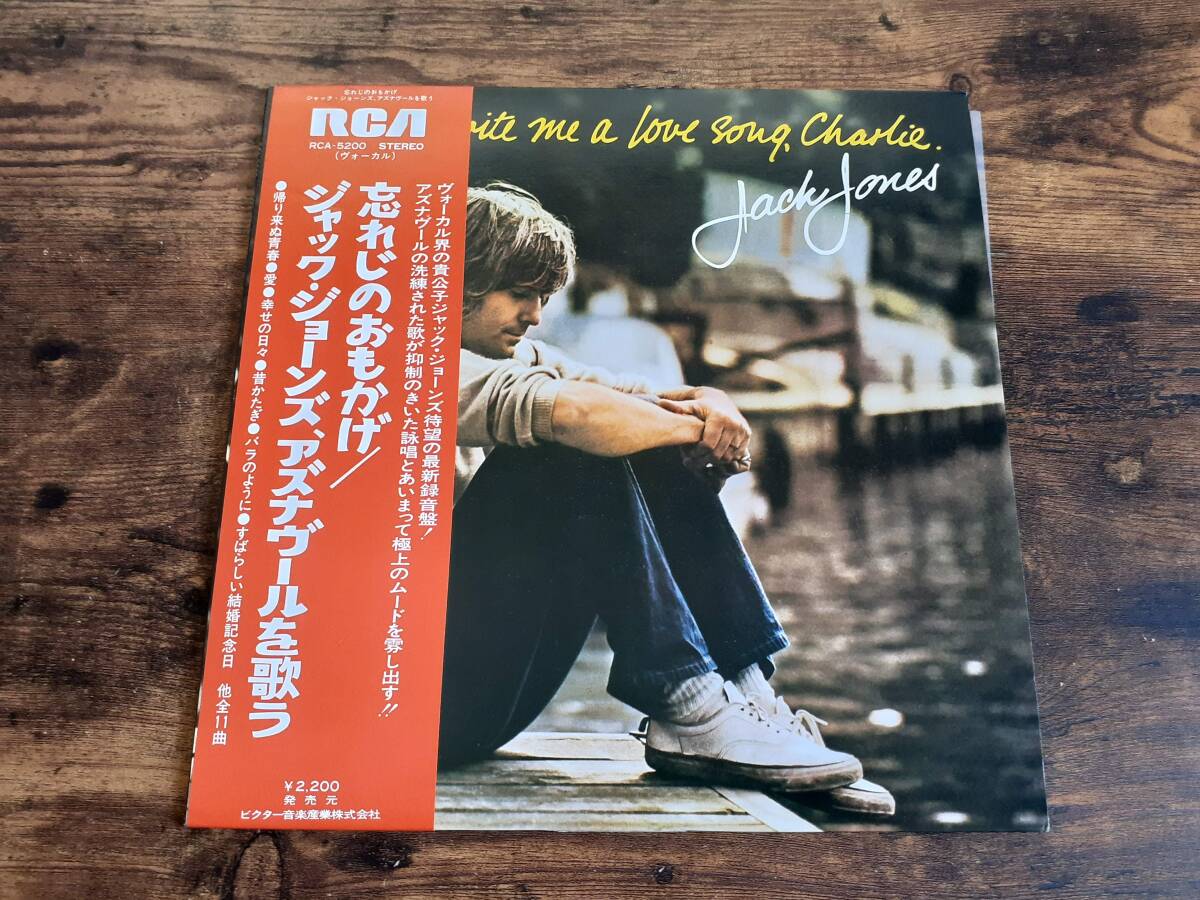 忘れじのおもかげ
ジャック・ジョーンズ、アズナヴールを歌う
RCA
RCA-5200 STEREO
(ヴォーカル)
ヴォーカル界の貴公子ジャック・ジョーンズ待望の最新録音盤!
アズナヴールの洗練された歌が抑制のきいた詠唱とあいまって極上のムードを雰し出す!!
忘れじのおもかげ/
ジャック・ジョーンズ、アズナヴールを歌う
●帰り来ぬ青春●愛●幸せの日々●昔かたぎ●バラのように●すばらしい結婚記念日 他全11曲
¥2,200
発売元
ビクター音楽産業株式会社
me a love song, Charlie.
Jack Jones